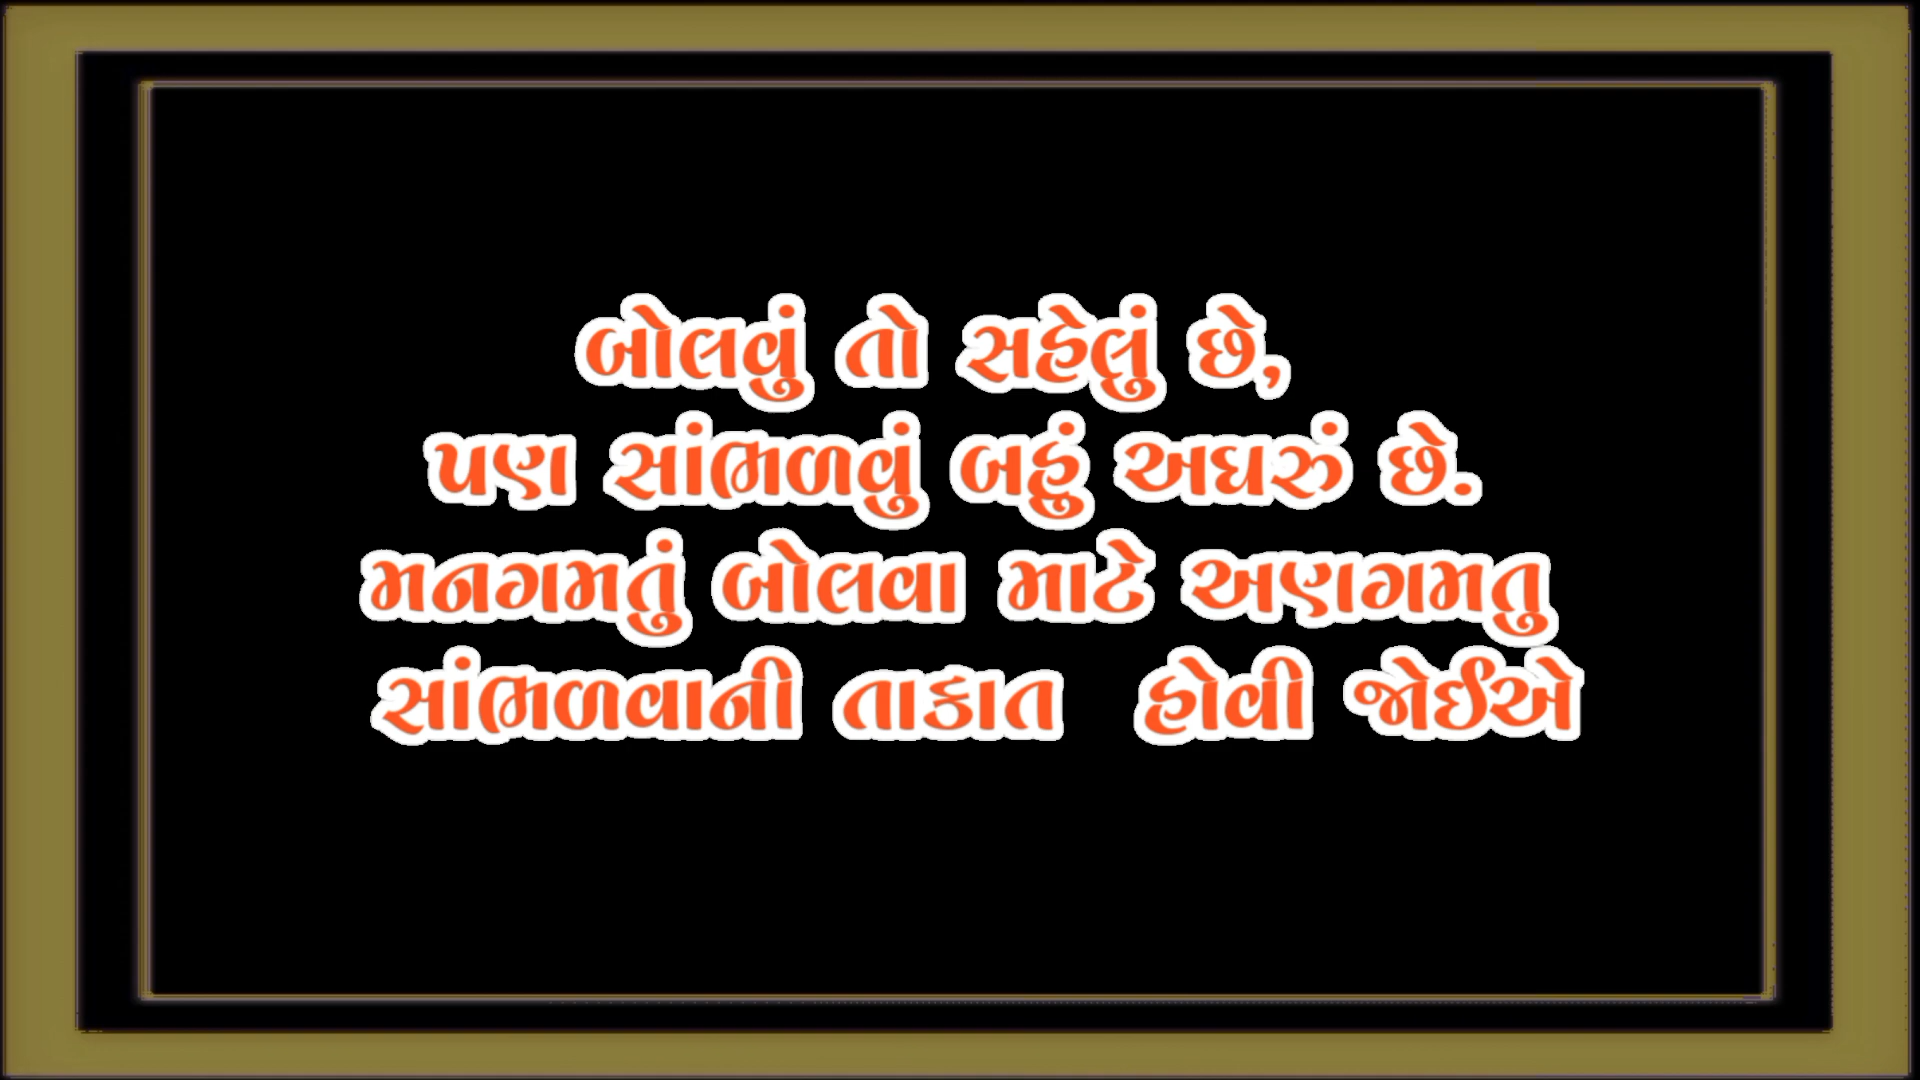 બોલવું તો સહેલું છે,
પણ સાંભળવું બહું અઘરું છે.
મનગમતું બોલવા માટે અણગમતુ
સાંભળવાની તાકાત હોવી જોઈએ